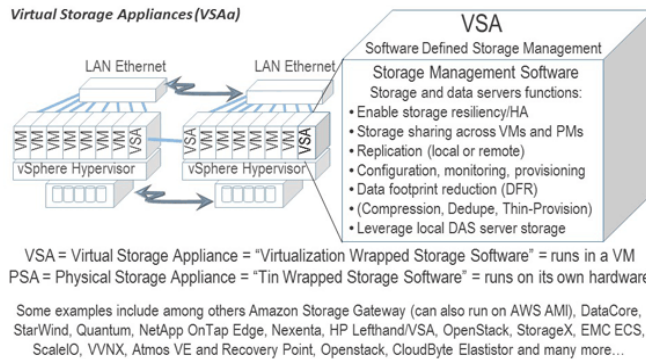 Virtual Storage Appliances (VSAa)
LAN Ethernet
LAN Ethernet
VM VM VM VM VM VM VM VSA
VSA VM VM VM VM VM VM VSA
vSphere Hypervisor
vSphere Hypervisor
VSA
Software Defined Storage Management
Storage Management Software
Storage and data servers functions:
• Enable storage resiliency/HA
• Storage sharing across VMs and PMs
• Replication (local or remote)
• Configuration, monitoring, provisioning
• Data footprint reduction (DFR)
• (Compression, Dedupe, Thin-Provision)
• Leverage local DAS server storage
VSA = Virtual Storage Appliance = “Virtualization Wrapped Storage Software” = runs in a VM
PSA = Physical Storage Appliance = “Tin Wrapped Storage Software” = runs on its own hardware
Some examples include among others Amazon Storage Gateway (can also run on AWS AMI), DataCore,
StarWind, Quantum, NetApp OnTap Edge, Nexenta, HP Lefthand/VSA, OpenStack, StorageX, EMC ECS,
ScaleIO, VVNX, Atmos VE and Recovery Point, Openstack, CloudByte Elastistor and many more…